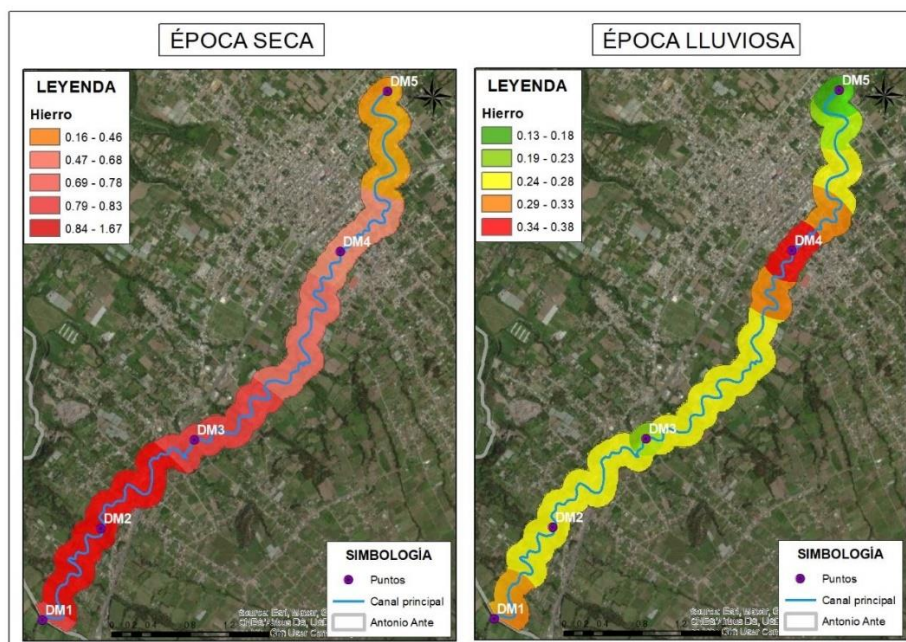 ÉPOCA SECA
LEYENDA
Hierro
0.16 - 0.46
0.47 - 0.68
0.69 - 0.78
0.79 - 0.83
0.84 - 1.67
DM5
DM4
DM3
DM2
DM1
SIMBOLOGÌA
Puntos
Canal principal
Antonio Ante
ÉPOCA LLUVIOSA
LEYENDA
Hierro
0.13 - 0.18
0.19 - 0.23
0.24 - 0.28
0.29 - 0.33
0.34 - 0.38
DM5
DM4
DM3
DM2
DM1
SIMBOLOGÌA
Puntos
Canal principal
Antonio Ante